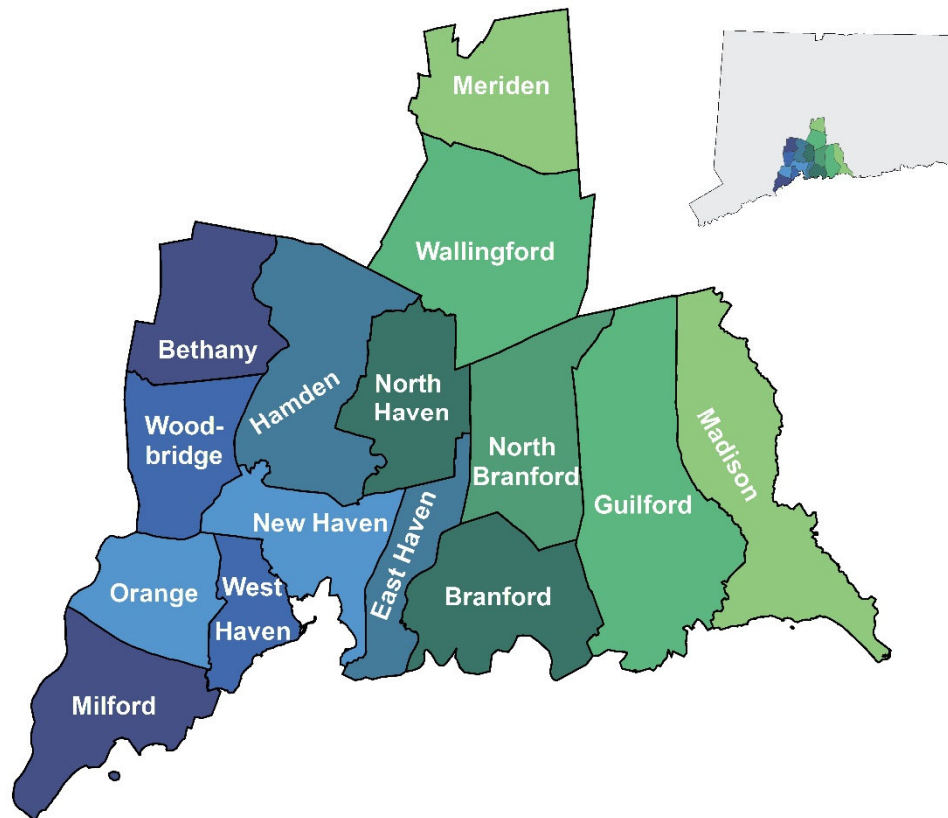 Meriden
Wallingford
Bethany
Hamden
North
Haven
Wood-
bridge
North
Branford
Madison
Guilford
New Haven
East Haven
Orange
West
Haven
Branford
Milford